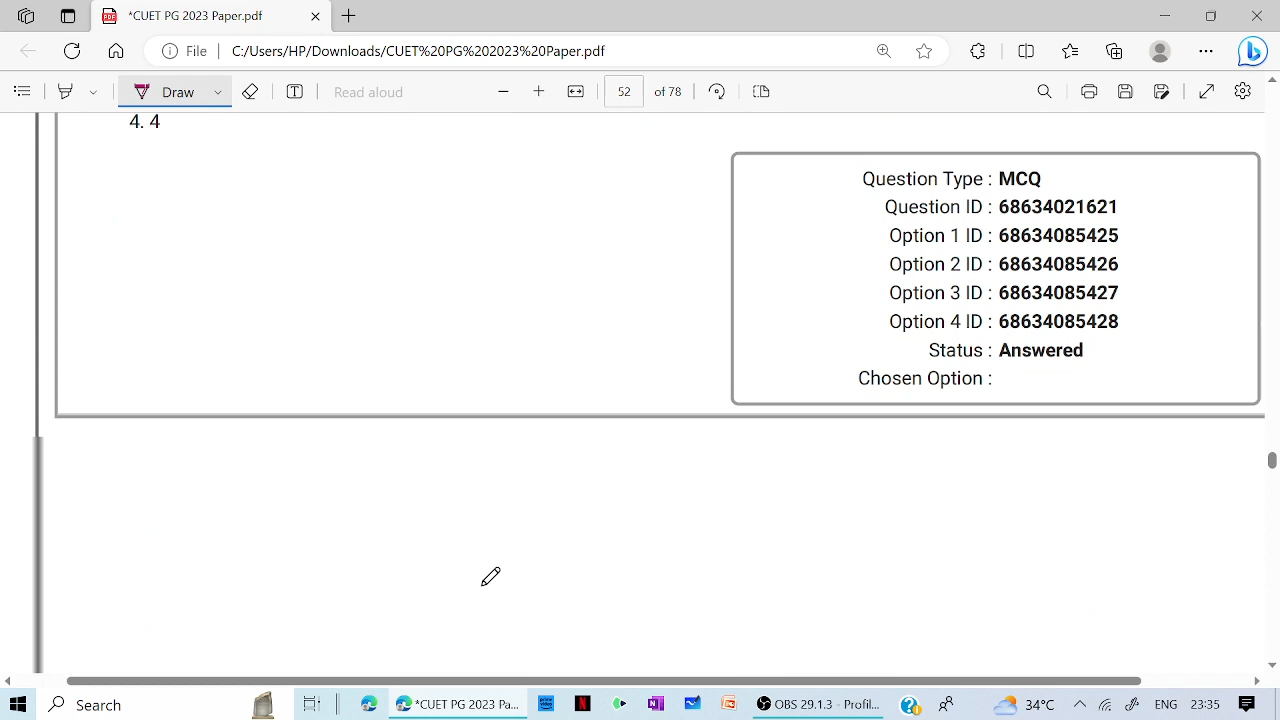 *CUET PG 2023 Paper.pdf
File
C:/Users/HP/Downloads/CUET%20PG%202023%20Paper.pdf
Draw
Read aloud
52
of 78
4. 4
Question Type : MCQ
Question ID : 68634021621
Option 1 ID : 68634085425
Option 2 ID : 68634085426
Option 3 ID : 68634085427
Option 4 ID : 68634085428
Status : Answered
Chosen Option :
Search
*CUET PG 2023 Pa...
OBS 29.1.3 - Profil...
34°C
ENG
23:35